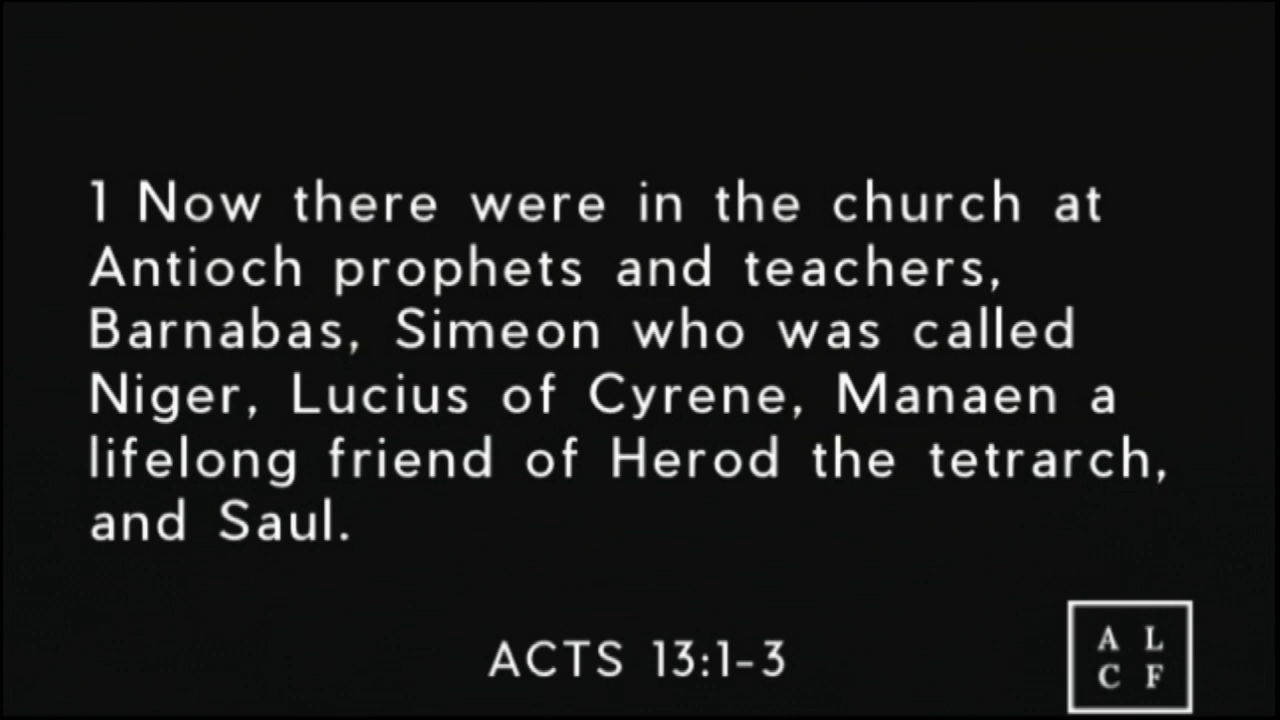 1 Now there were in the church at
Antioch prophets and teachers,
Barnabas, Simeon who was called
Niger, Lucius of Cyrene, Manaen a
lifelong friend of Herod the tetrarch,
and Saul.
ACTS 13:1-3
A L
C F